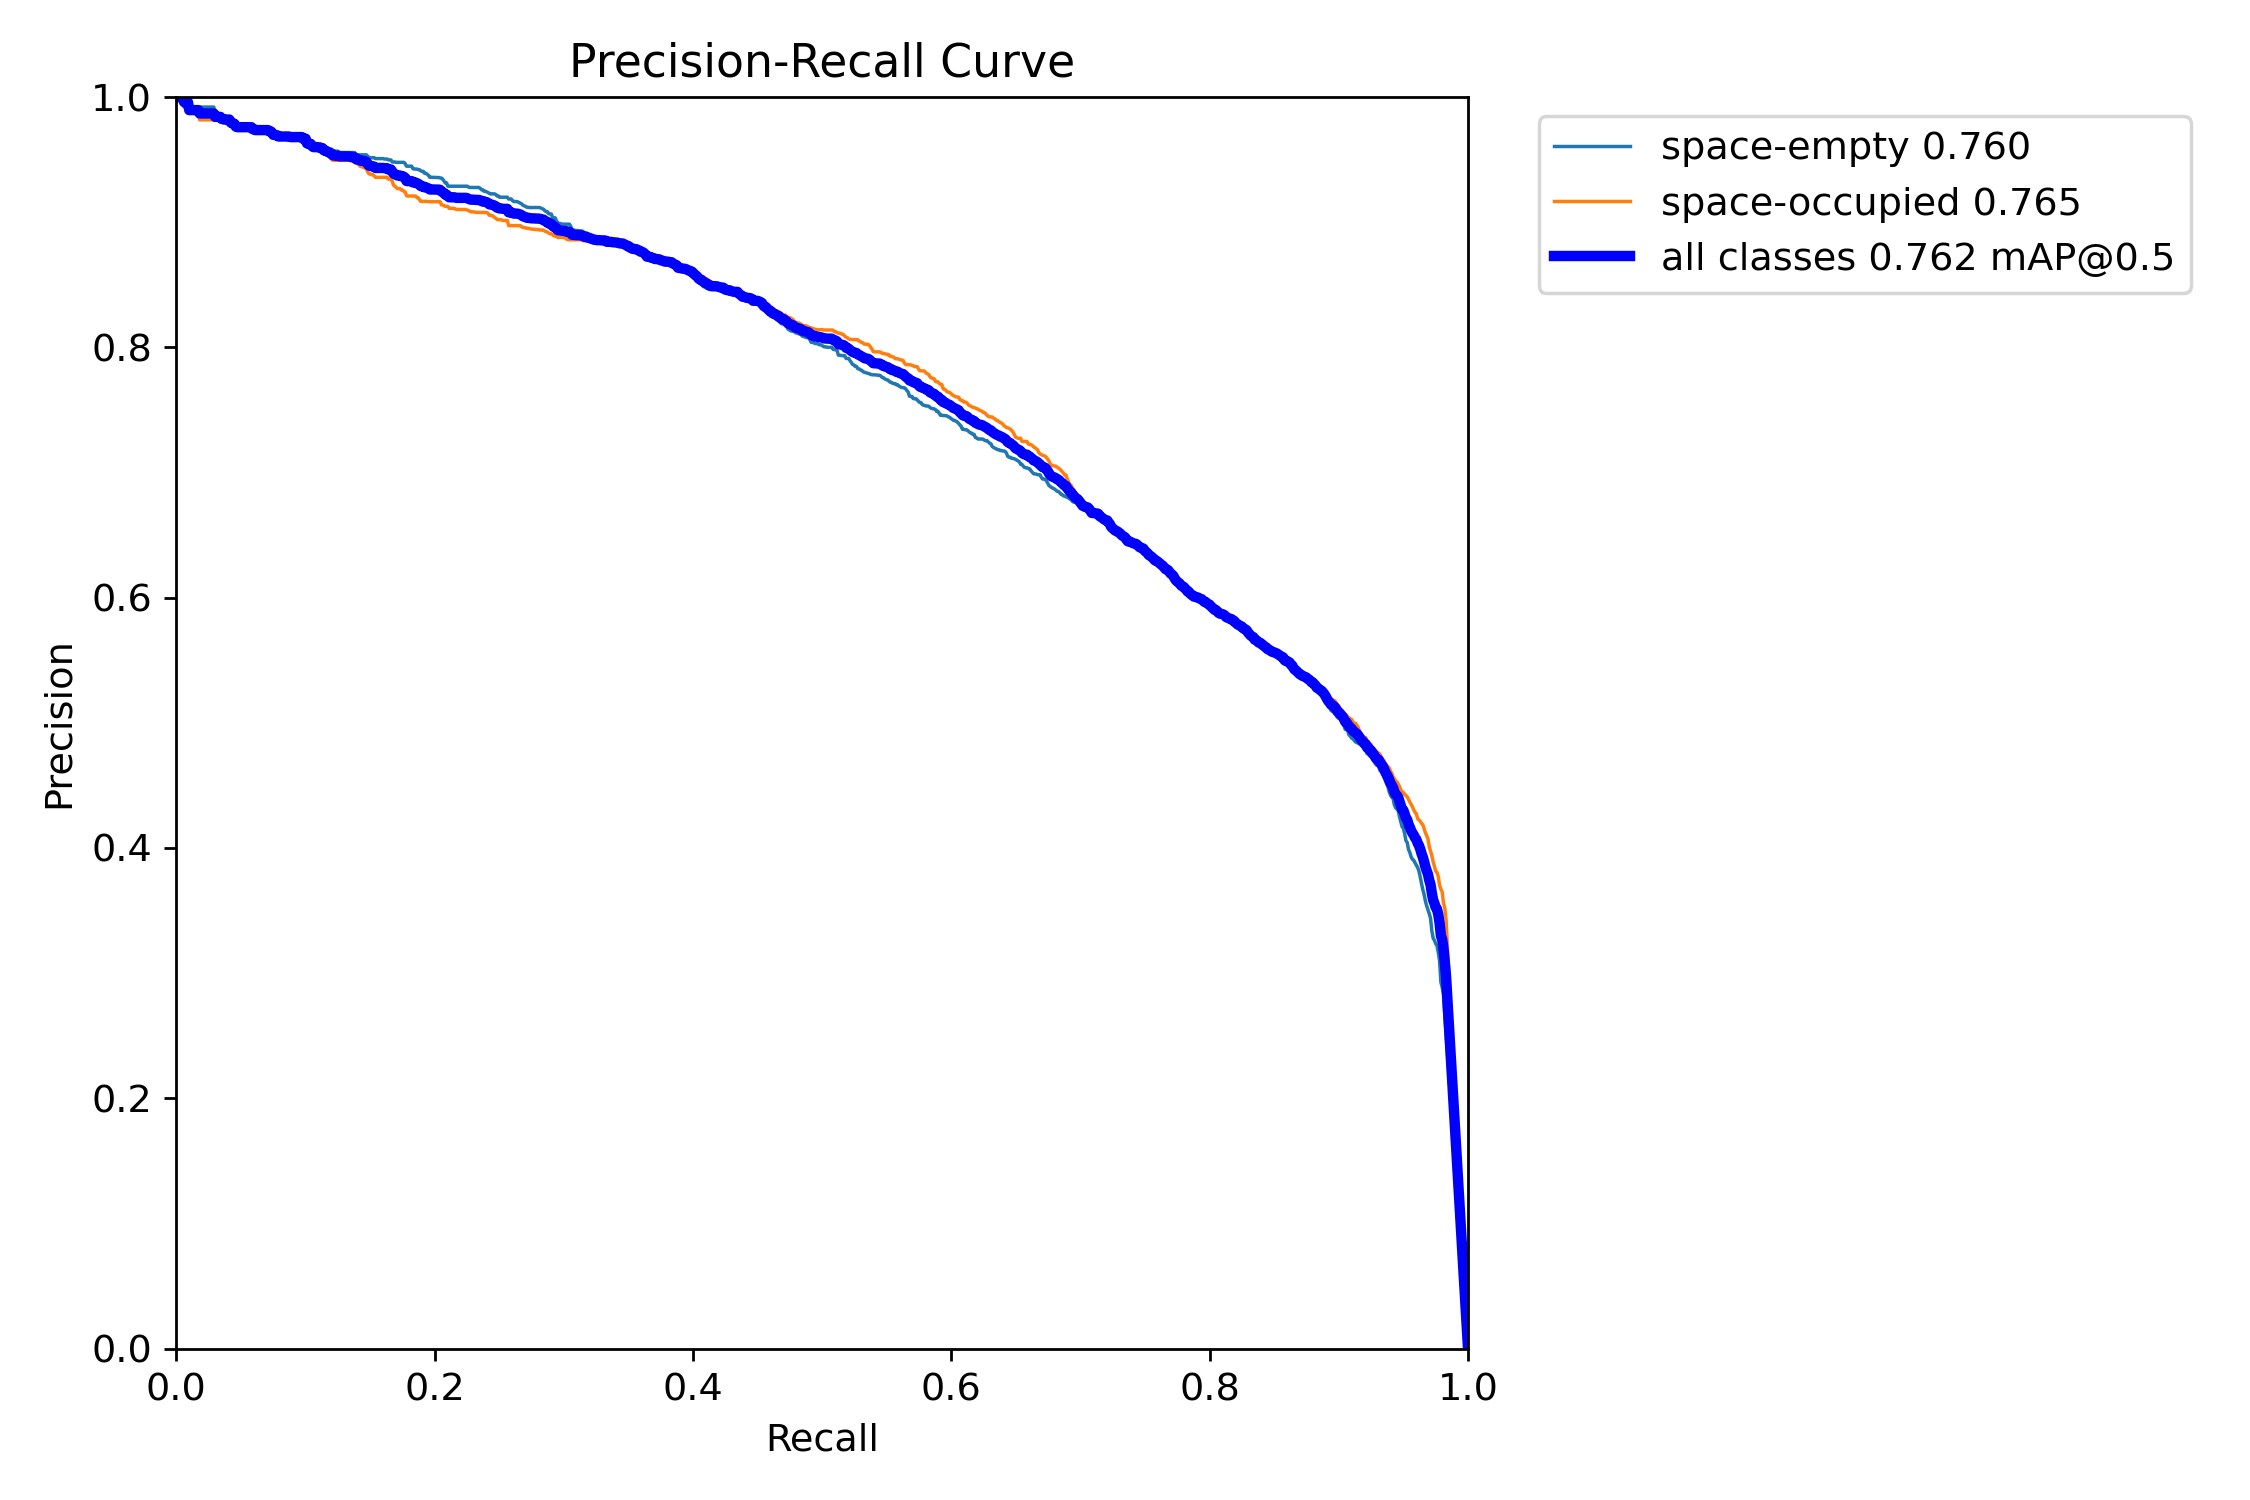 Precision-Recall Curve
1.0
0.8
0.6
0.4
0.2
0.0
Precision
0.0 0.2 0.4 0.6 0.8 1.0
Recall
space-empty 0.760
space-occupied 0.765
all classes 0.762 mAP@0.5